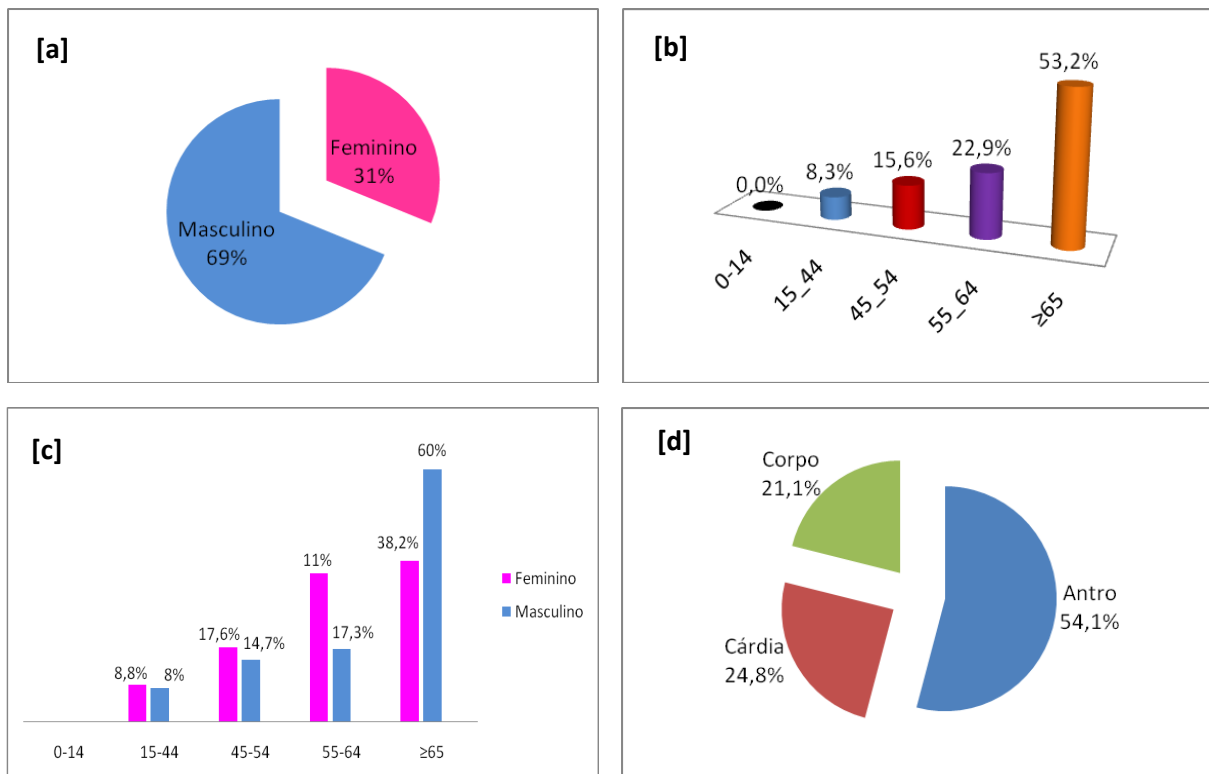 [a]
Feminino
31%
Masculino
69%
[b]
53,2%
22,9%
15,6%
8,3%
0,0%
0-14
15_44
45_54
55_64
≥65
[c]
60%
38,2%
11%
17,3%
17,6%
14,7%
8,8%
8%
Feminino
Masculino
0-14
15-44
45-54
55-64
≥65
[d]
Corpo
21,1%
Antro
54,1%
Cárdia
24,8%